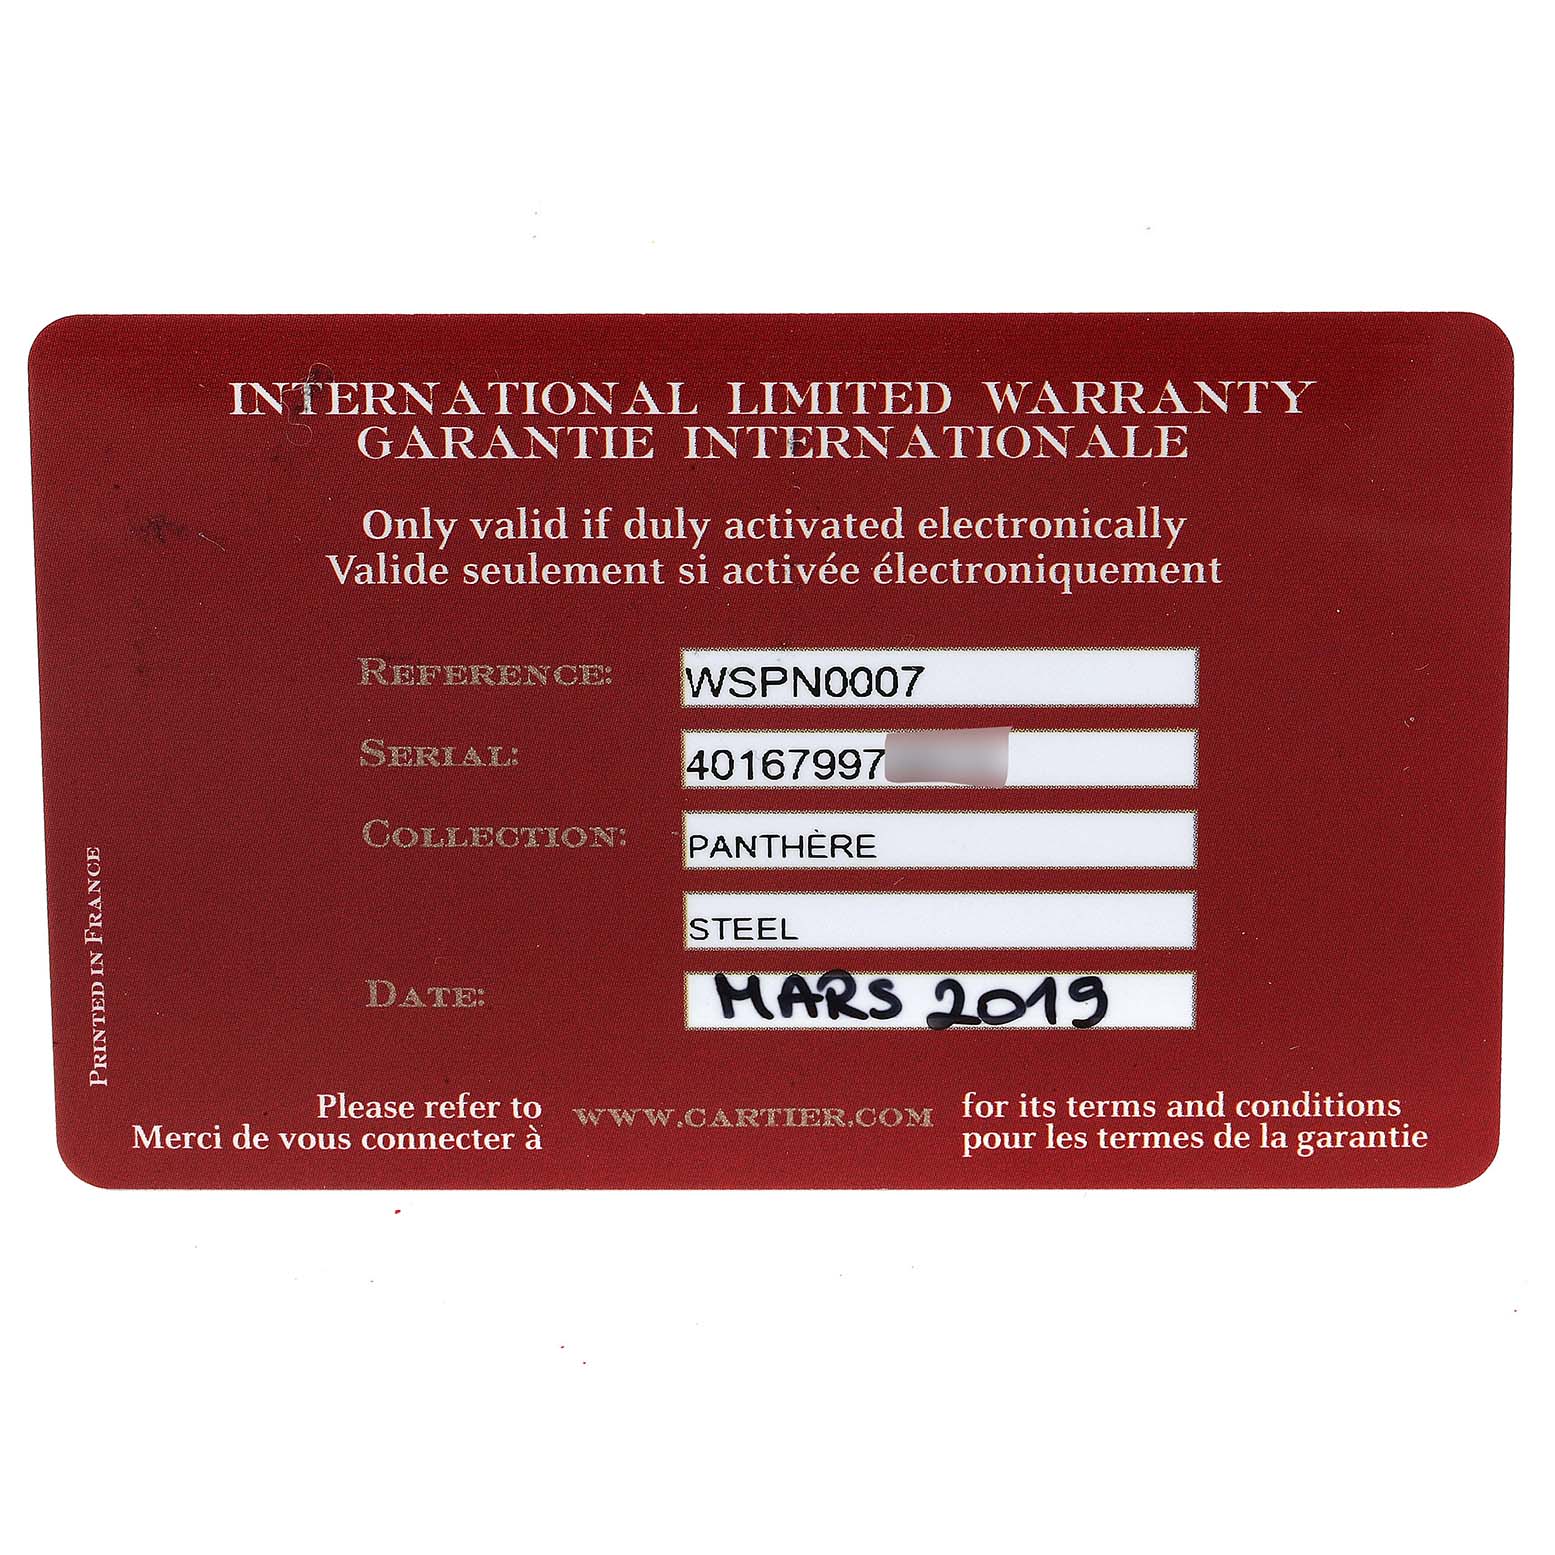 INTERNATIONAL LIMITED WARRANTY
GARANTIE INTERNATIONALE
Only valid if duly activated electronically
Valide seulement si activée électroniquement
REFERENCE: WSPN0007
SERIAL: 40167997
COLLECTION: PANTHÈRE
STEEL
DATE: MARS 2019
PRINTED IN FRANCE
Please refer to WWW.CARTIER.COM for its terms and conditions
Merci de vous connecter à pour les termes de la garantie